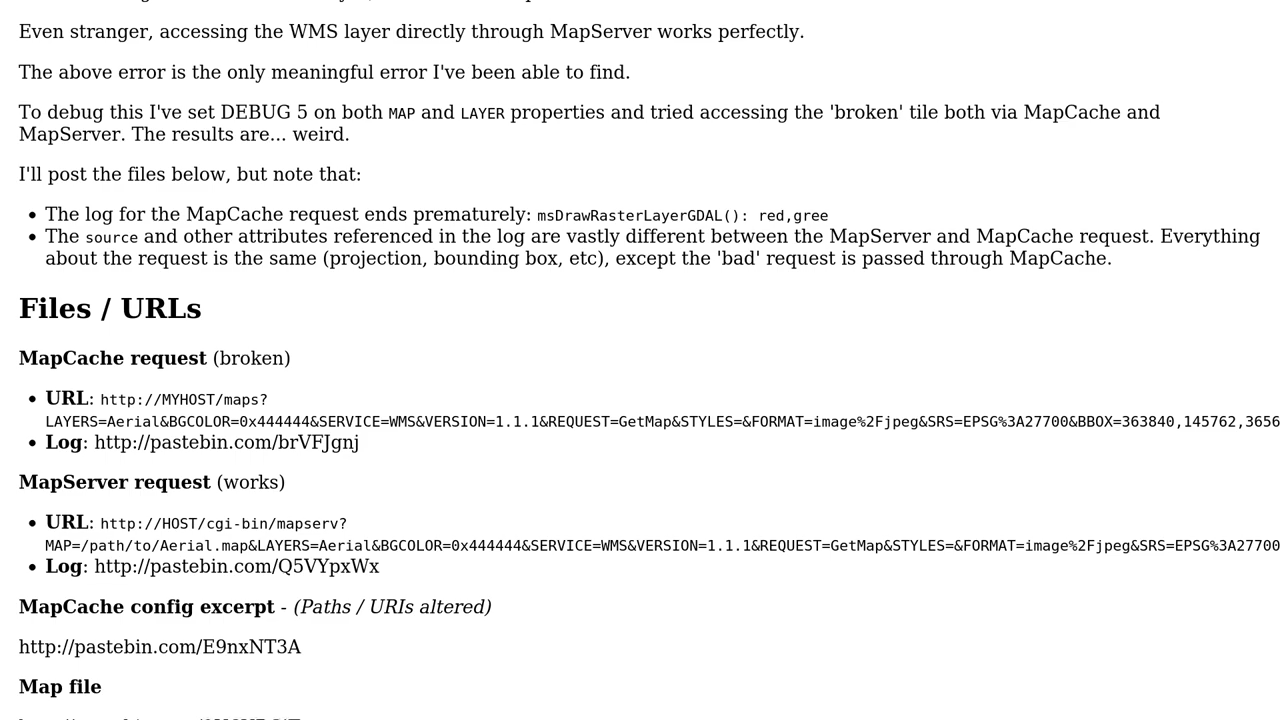 Even stranger, accessing the WMS layer directly through MapServer works perfectly.
The above error is the only meaningful error I've been able to find.
To debug this I've set DEBUG 5 on both MAP and LAYER properties and tried accessing the 'broken' tile both via MapCache and
MapServer. The results are... weird.
I'll post the files below, but note that:
• The log for the MapCache request ends prematurely: msDrawRasterLayerGDAL(): red,gree
• The source and other attributes referenced in the log are vastly different between the MapServer and MapCache request. Everything
about the request is the same (projection, bounding box, etc), except the 'bad' request is passed through MapCache.
Files / URLs
MapCache request (broken)
• URL: http://MYHOST/maps?
LAYERS=Aerial&BGCOLOR=0x444444&SERVICE=WMS&VERSION=1.1.1&REQUEST=GetMap&STYLES=&FORMAT=image%2Fjpeg&SRS=EPSG%3A27700&BBOX=363840,145762,3656
• Log: http://pastebin.com/brVFJgnj
MapServer request (works)
• URL: http://HOST/cgi-bin/mapserv?
MAP=/path/to/Aerial.map&LAYERS=Aerial&BGCOLOR=0x444444&SERVICE=WMS&VERSION=1.1.1&REQUEST=GetMap&STYLES=&FORMAT=image%2Fjpeg&SRS=EPSG%3A27700
• Log: http://pastebin.com/Q5VYpxWx
MapCache config excerpt - (Paths / URIs altered)
http://pastebin.com/E9nxNT3A
Map file